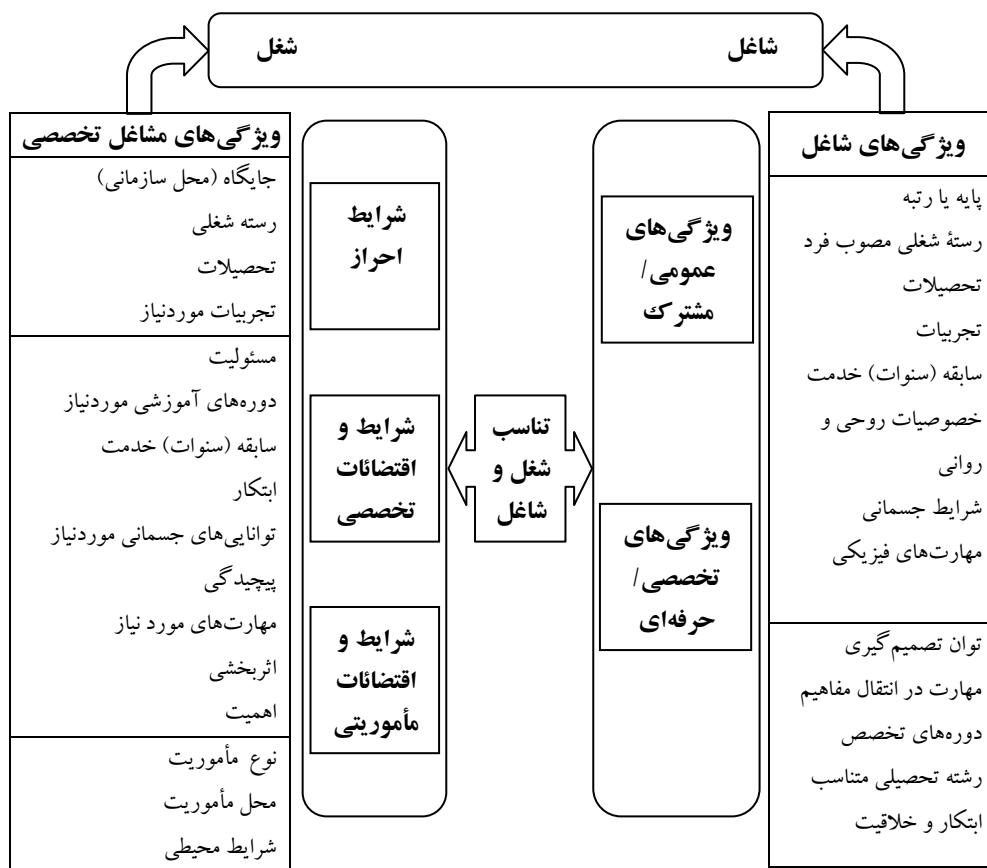 شاغل
شغل
ویژگی‌های شاغل
پایه یا رتبه
رستهٔ شغلی مصوب فرد
تحصیلات
تجربیات
سابقه (سنوات) خدمت
خصوصیات روحی و
روانی
شرایط جسمانی
مهارت‌های فیزیکی
توان تصمیم‌گیری
مهارت در انتقال مفاهیم
دوره‌های تخصص
رشته تحصیلی متناسب
ابتکار و خلاقیت
ویژگی‌های
عمومی/
مشترک
ویژگی‌های
تخصصی/
حرفه‌ای
تناسب
شغل و
شاغل
شرایط
احراز
شرایط و
اقتضائات
تخصصی
شرایط و
اقتضائات
مأموریتی
ویژگی‌های مشاغل تخصصی
جایگاه (محل سازمانی)
رسته شغلی
تحصیلات
تجربیات موردنیاز
مسئولیت
دوره‌های آموزشی موردنیاز
سابقه (سنوات) خدمت
ابتکار
توانایی‌های جسمانی موردنیاز
پیچیدگی
مهارت‌های مورد نیاز
اثربخشی
اهمیت
نوع مأموریت
محل مأموریت
شرایط محیطی